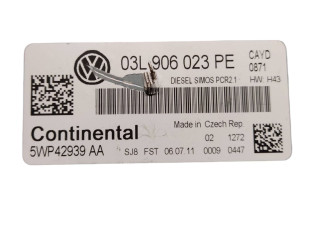 03L 906 023 PE CAYD
0871
DIESEL SIMOS PCR2.1 HW: H43
Continental
Made in Czech Rep.
5WP42939 AA
02 1272
SJ8 FST 06.07.11 0009 0447